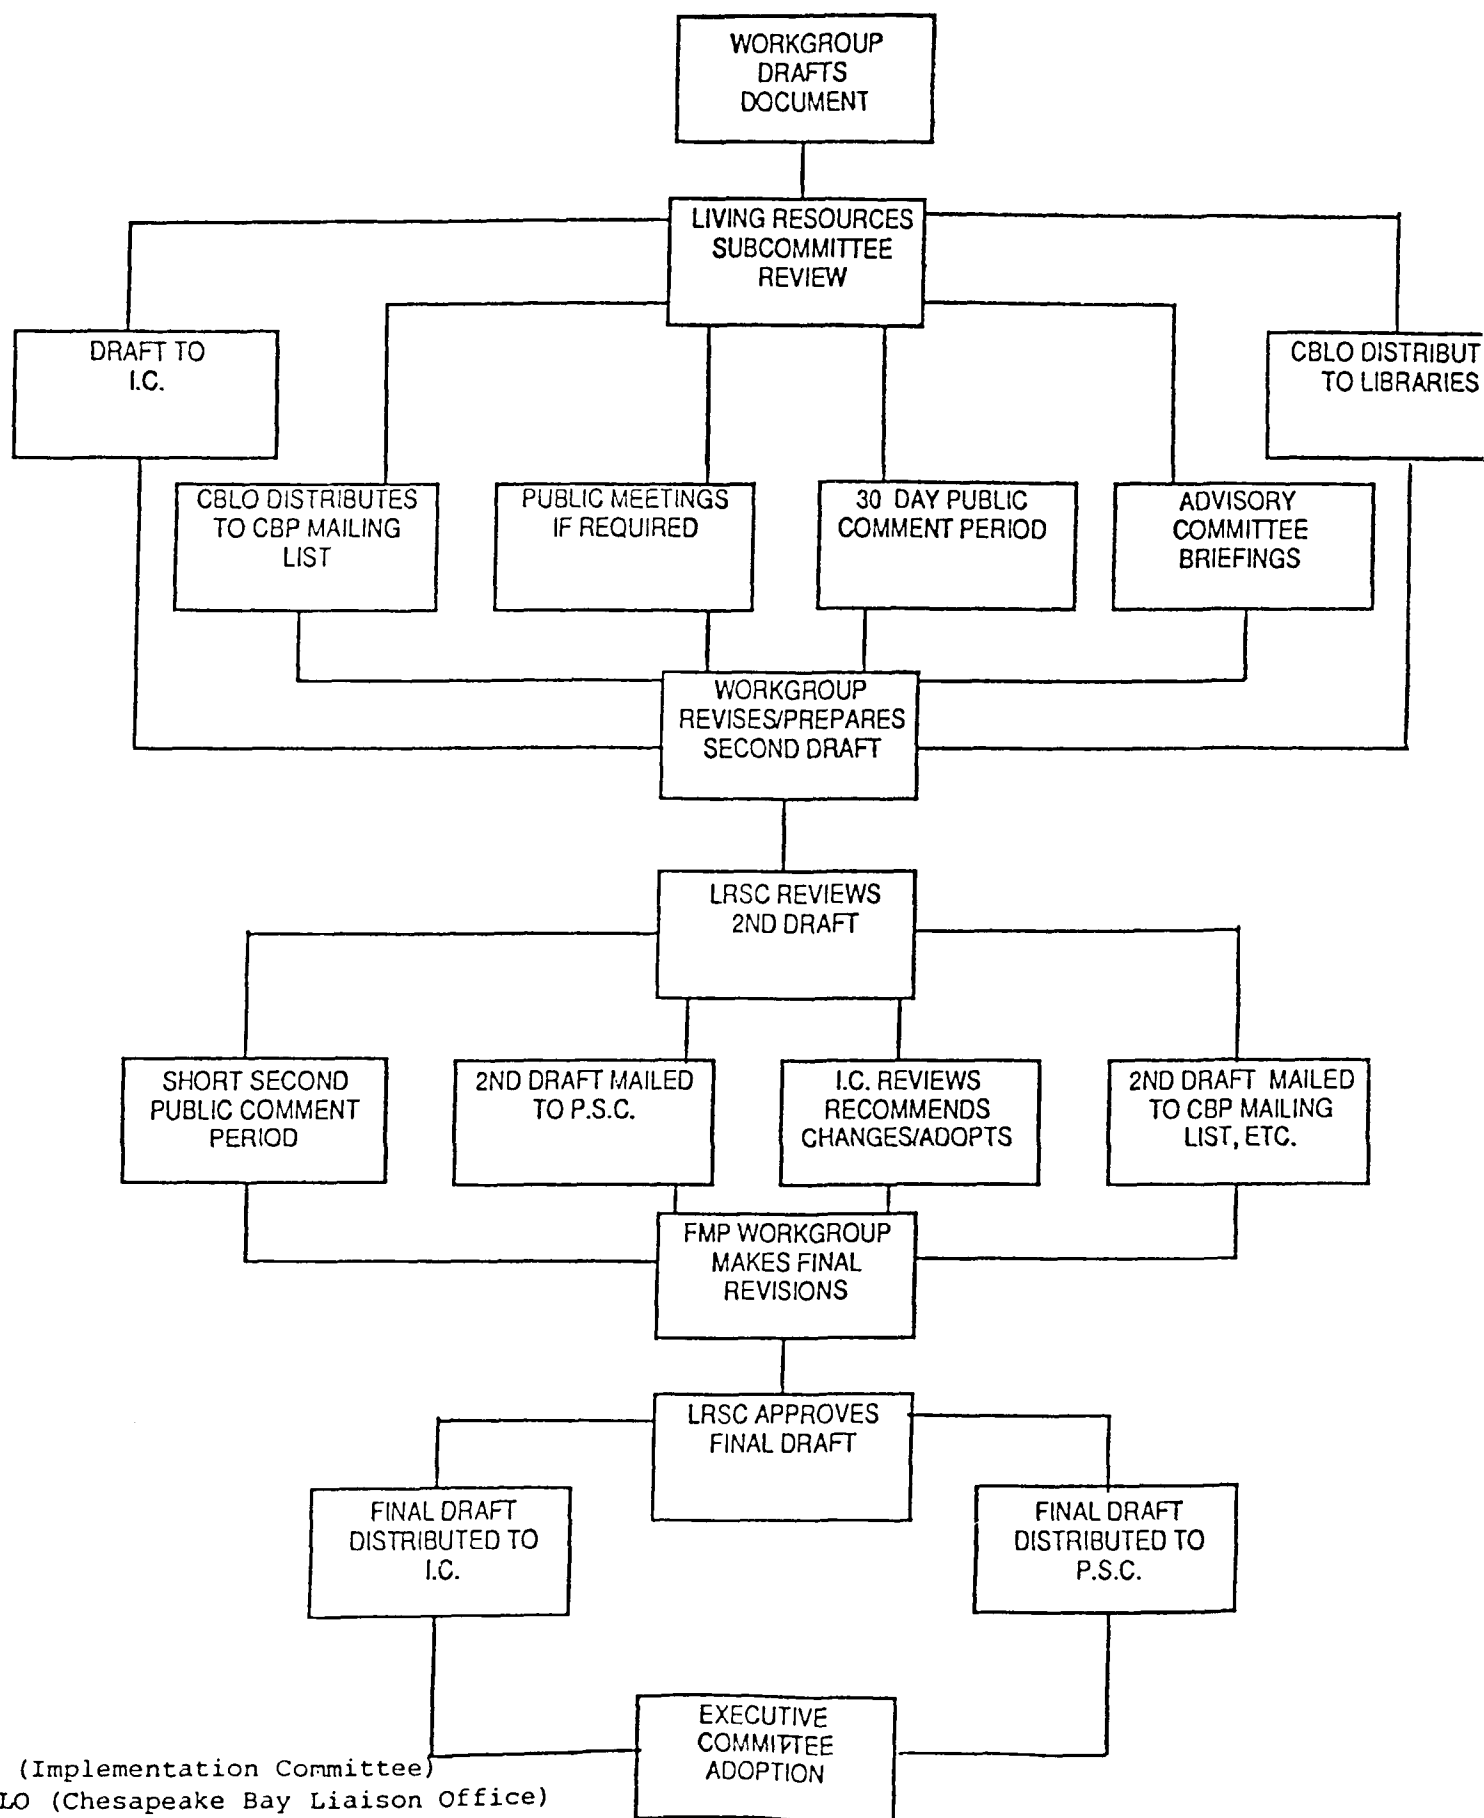 WORKGROUP
DRAFTS
DOCUMENT
LIVING RESOURCES
SUBCOMMITTEE
REVIEW
DRAFT TO
I.C.
CBLO DISTRIBUT
TO LIBRARIES
CBLO DISTRIBUTES
TO CBP MAILING
LIST
PUBLIC MEETINGS
IF REQUIRED
30 DAY PUBLIC
COMMENT PERIOD
ADVISORY
COMMITTEE
BRIEFINGS
WORKGROUP
REVISES/PREPARES
SECOND DRAFT
LRSC REVIEWS
2ND DRAFT
SHORT SECOND
PUBLIC COMMENT
PERIOD
2ND DRAFT MAILED
TO P.S.C.
I.C. REVIEWS
RECOMMENDS
CHANGES/ADOPTS
2ND DRAFT MAILED
TO CBP MAILING
LIST, ETC.
FMP WORKGROUP
MAKES FINAL
REVISIONS
LRSC APPROVES
FINAL DRAFT
FINAL DRAFT
DISTRIBUTED TO
I.C.
FINAL DRAFT
DISTRIBUTED TO
P.S.C.
EXECUTIVE
COMMITTEE
ADOPTION
(Implementation Committee)
LO (Chesapeake Bay Liaison Office)